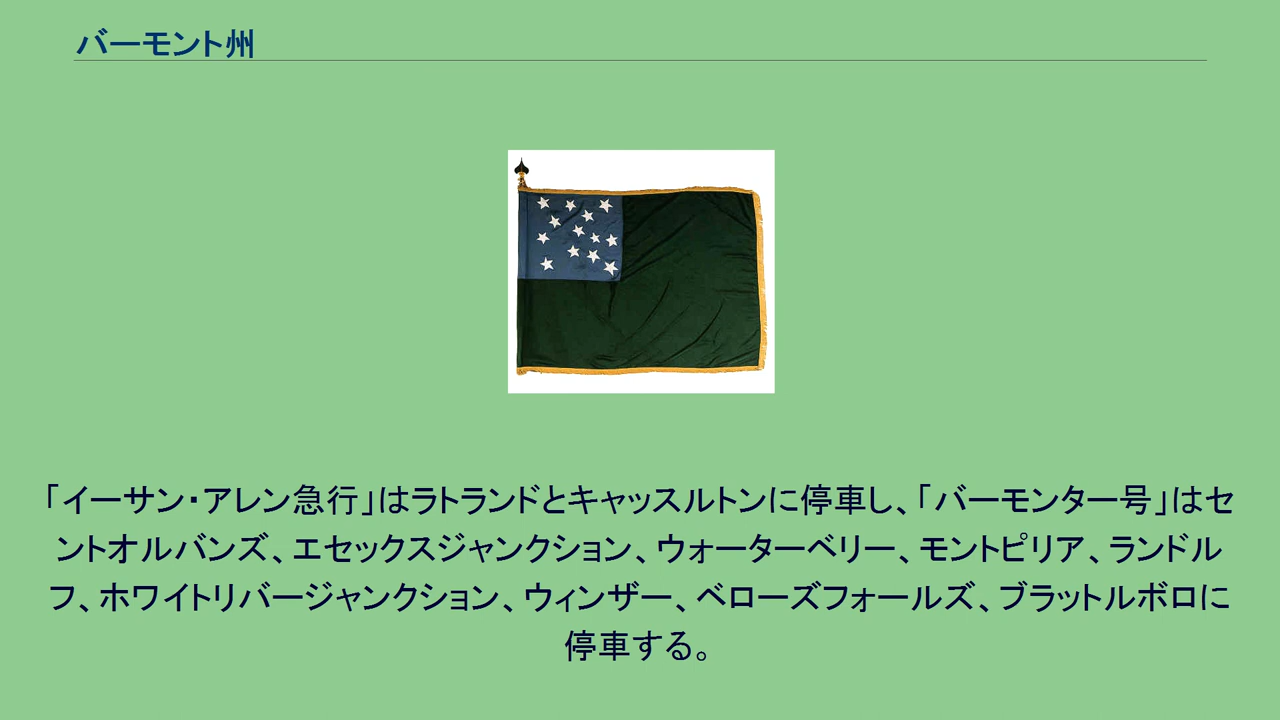 バーモント州
「イーサン・アレン急行」はラトランドとキャッスルトンに停車し、「バーモンター号」はセ
ントオルバンズ、エセックスジャンクション、ウォーターベリー、モントピリア、ランドル
フ、ホワイトリバージャンクション、ウィンザー、ベローズフォールズ、ブラットルボロに
停車する。